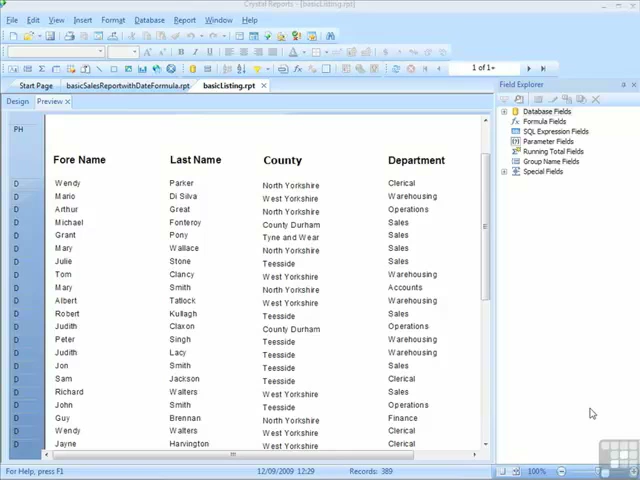 Crystal Reports - [basicListing.rpt]
File Edit View Insert Format Database Report Window Help
1 of 1+
Start Page basicSalesReportwithDateFormula.rpt basicListing.rpt
Design Preview
Field Explorer
Database Fields
Formula Fields
SQL Expression Fields
Parameter Fields
Running Total Fields
Group Name Fields
Special Fields
PH
Fore Name Last Name County Department
D Wendy Parker North Yorkshire Clerical
D Mario Di Silva West Yorkshire Warehousing
D Arthur Great North Yorkshire Operations
D Michael Fonteroy County Durham Sales
D Grant Pony Tyne and Wear Sales
D Mary Wallace North Yorkshire Sales
D Julie Stone Teesside Sales
D Tom Clancy West Yorkshire Warehousing
D Mary Smith North Yorkshire Accounts
D Albert Tatlock West Yorkshire Warehousing
D Robert Kullagh Teesside Sales
D Judith Claxon County Durham Operations
D Peter Singh Teesside Warehousing
D Judith Lacy Teesside Warehousing
D Jon Smith Teesside Sales
D Sam Jackson Teesside Clerical
D Richard Walters West Yorkshire Sales
D John Smith Teesside Operations
D Guy Brennan North Yorkshire Finance
D Wendy Walters West Yorkshire Clerical
D Jayne Harvington West Yorkshire Clerical
For Help, press F1 12/09/2009 12:29 Records: 389 100%